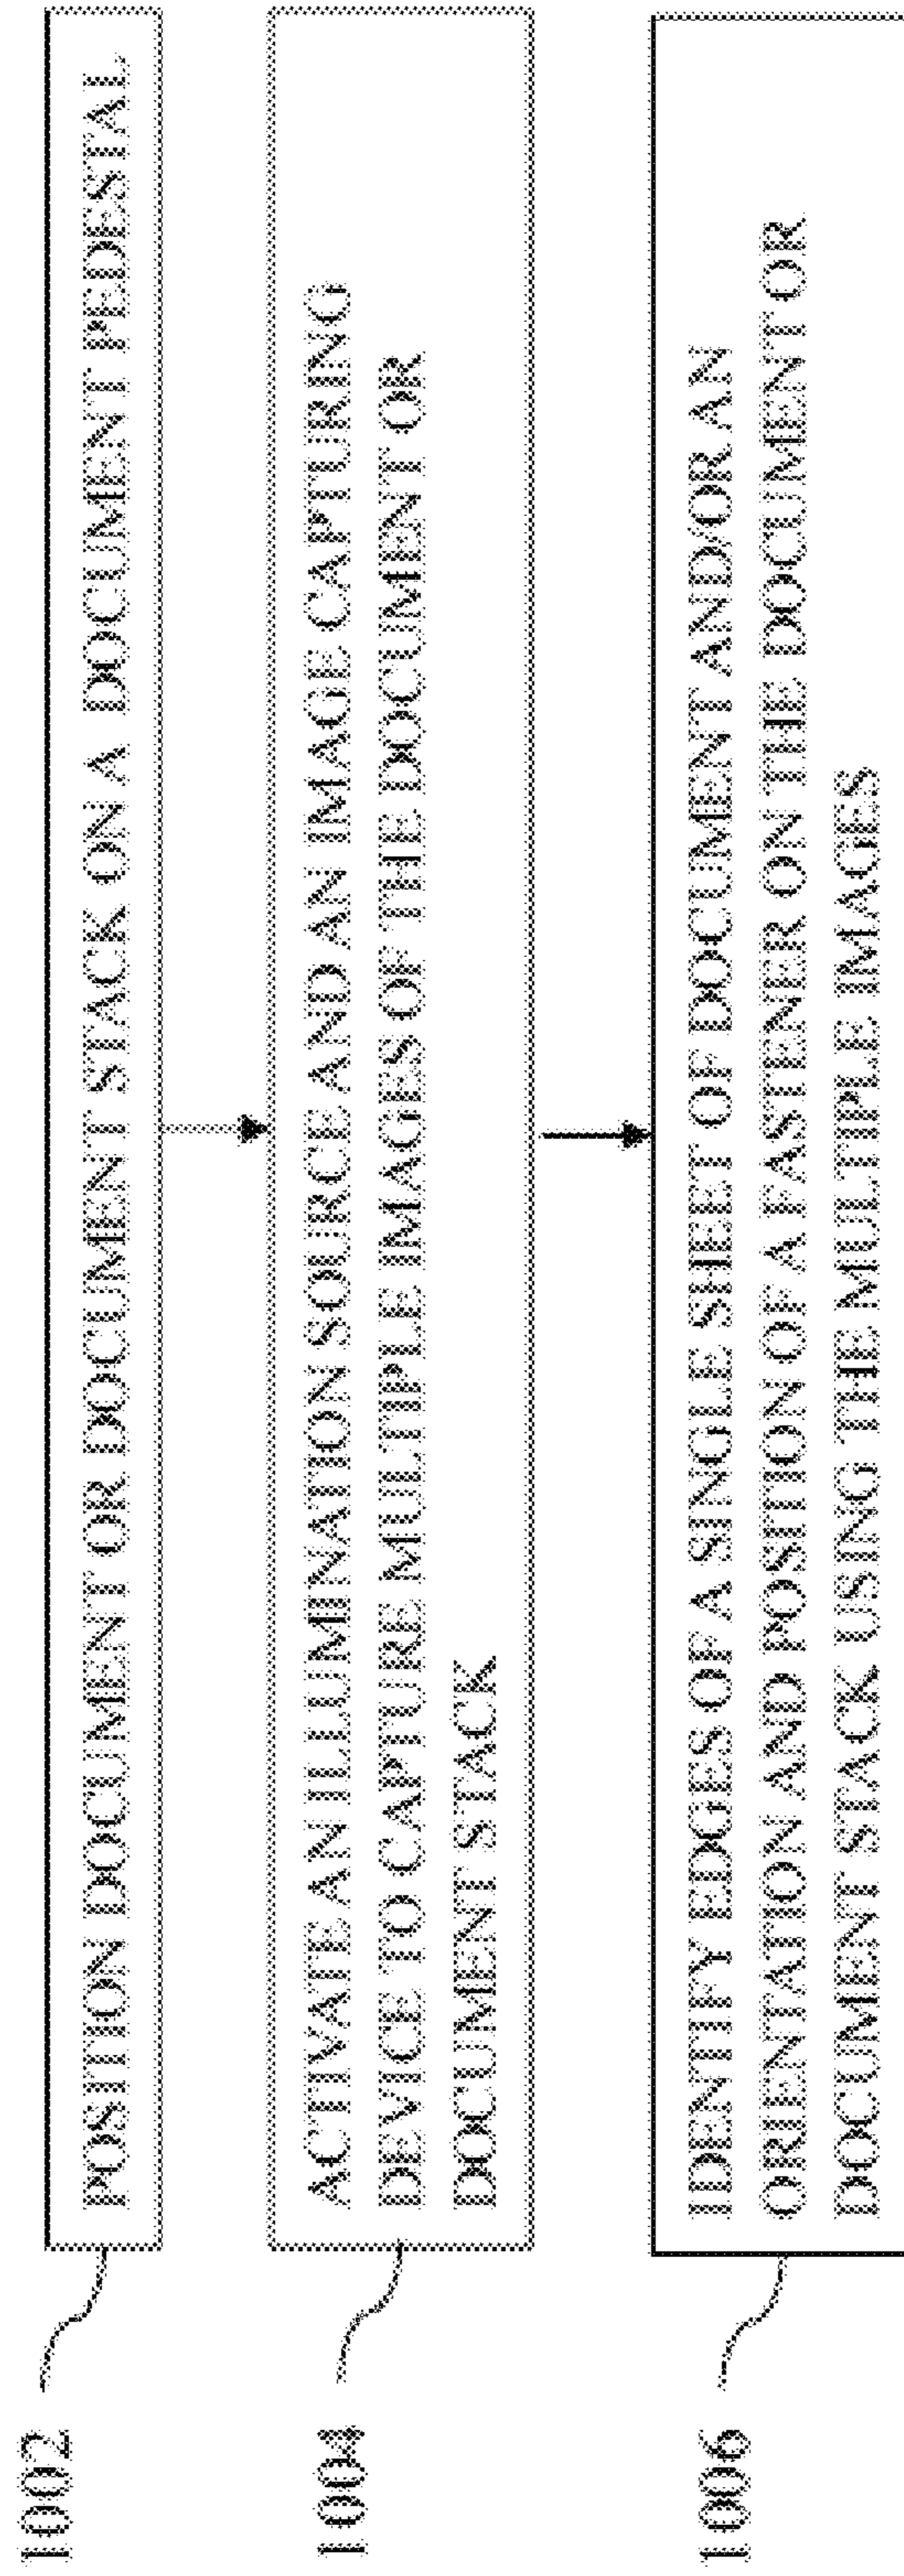 1002
POSITION DOCUMENT OR DOCUMENT STACK ON A DOCUMENT PEDESTAL
1004
ACTIVATE AN ILLUMINATION SOURCE AND AN IMAGE CAPTURING
DEVICE TO CAPTURE MULTIPLE IMAGES OF THE DOCUMENT OR
DOCUMENT STACK
1006
IDENTIFY EDGES OF A SINGLE SHEET OF DOCUMENT AND/OR AN
ORIENTATION AND POSITION OF A FASTENER ON THE DOCUMENT OR
DOCUMENT STACK USING THE MULTIPLE IMAGES